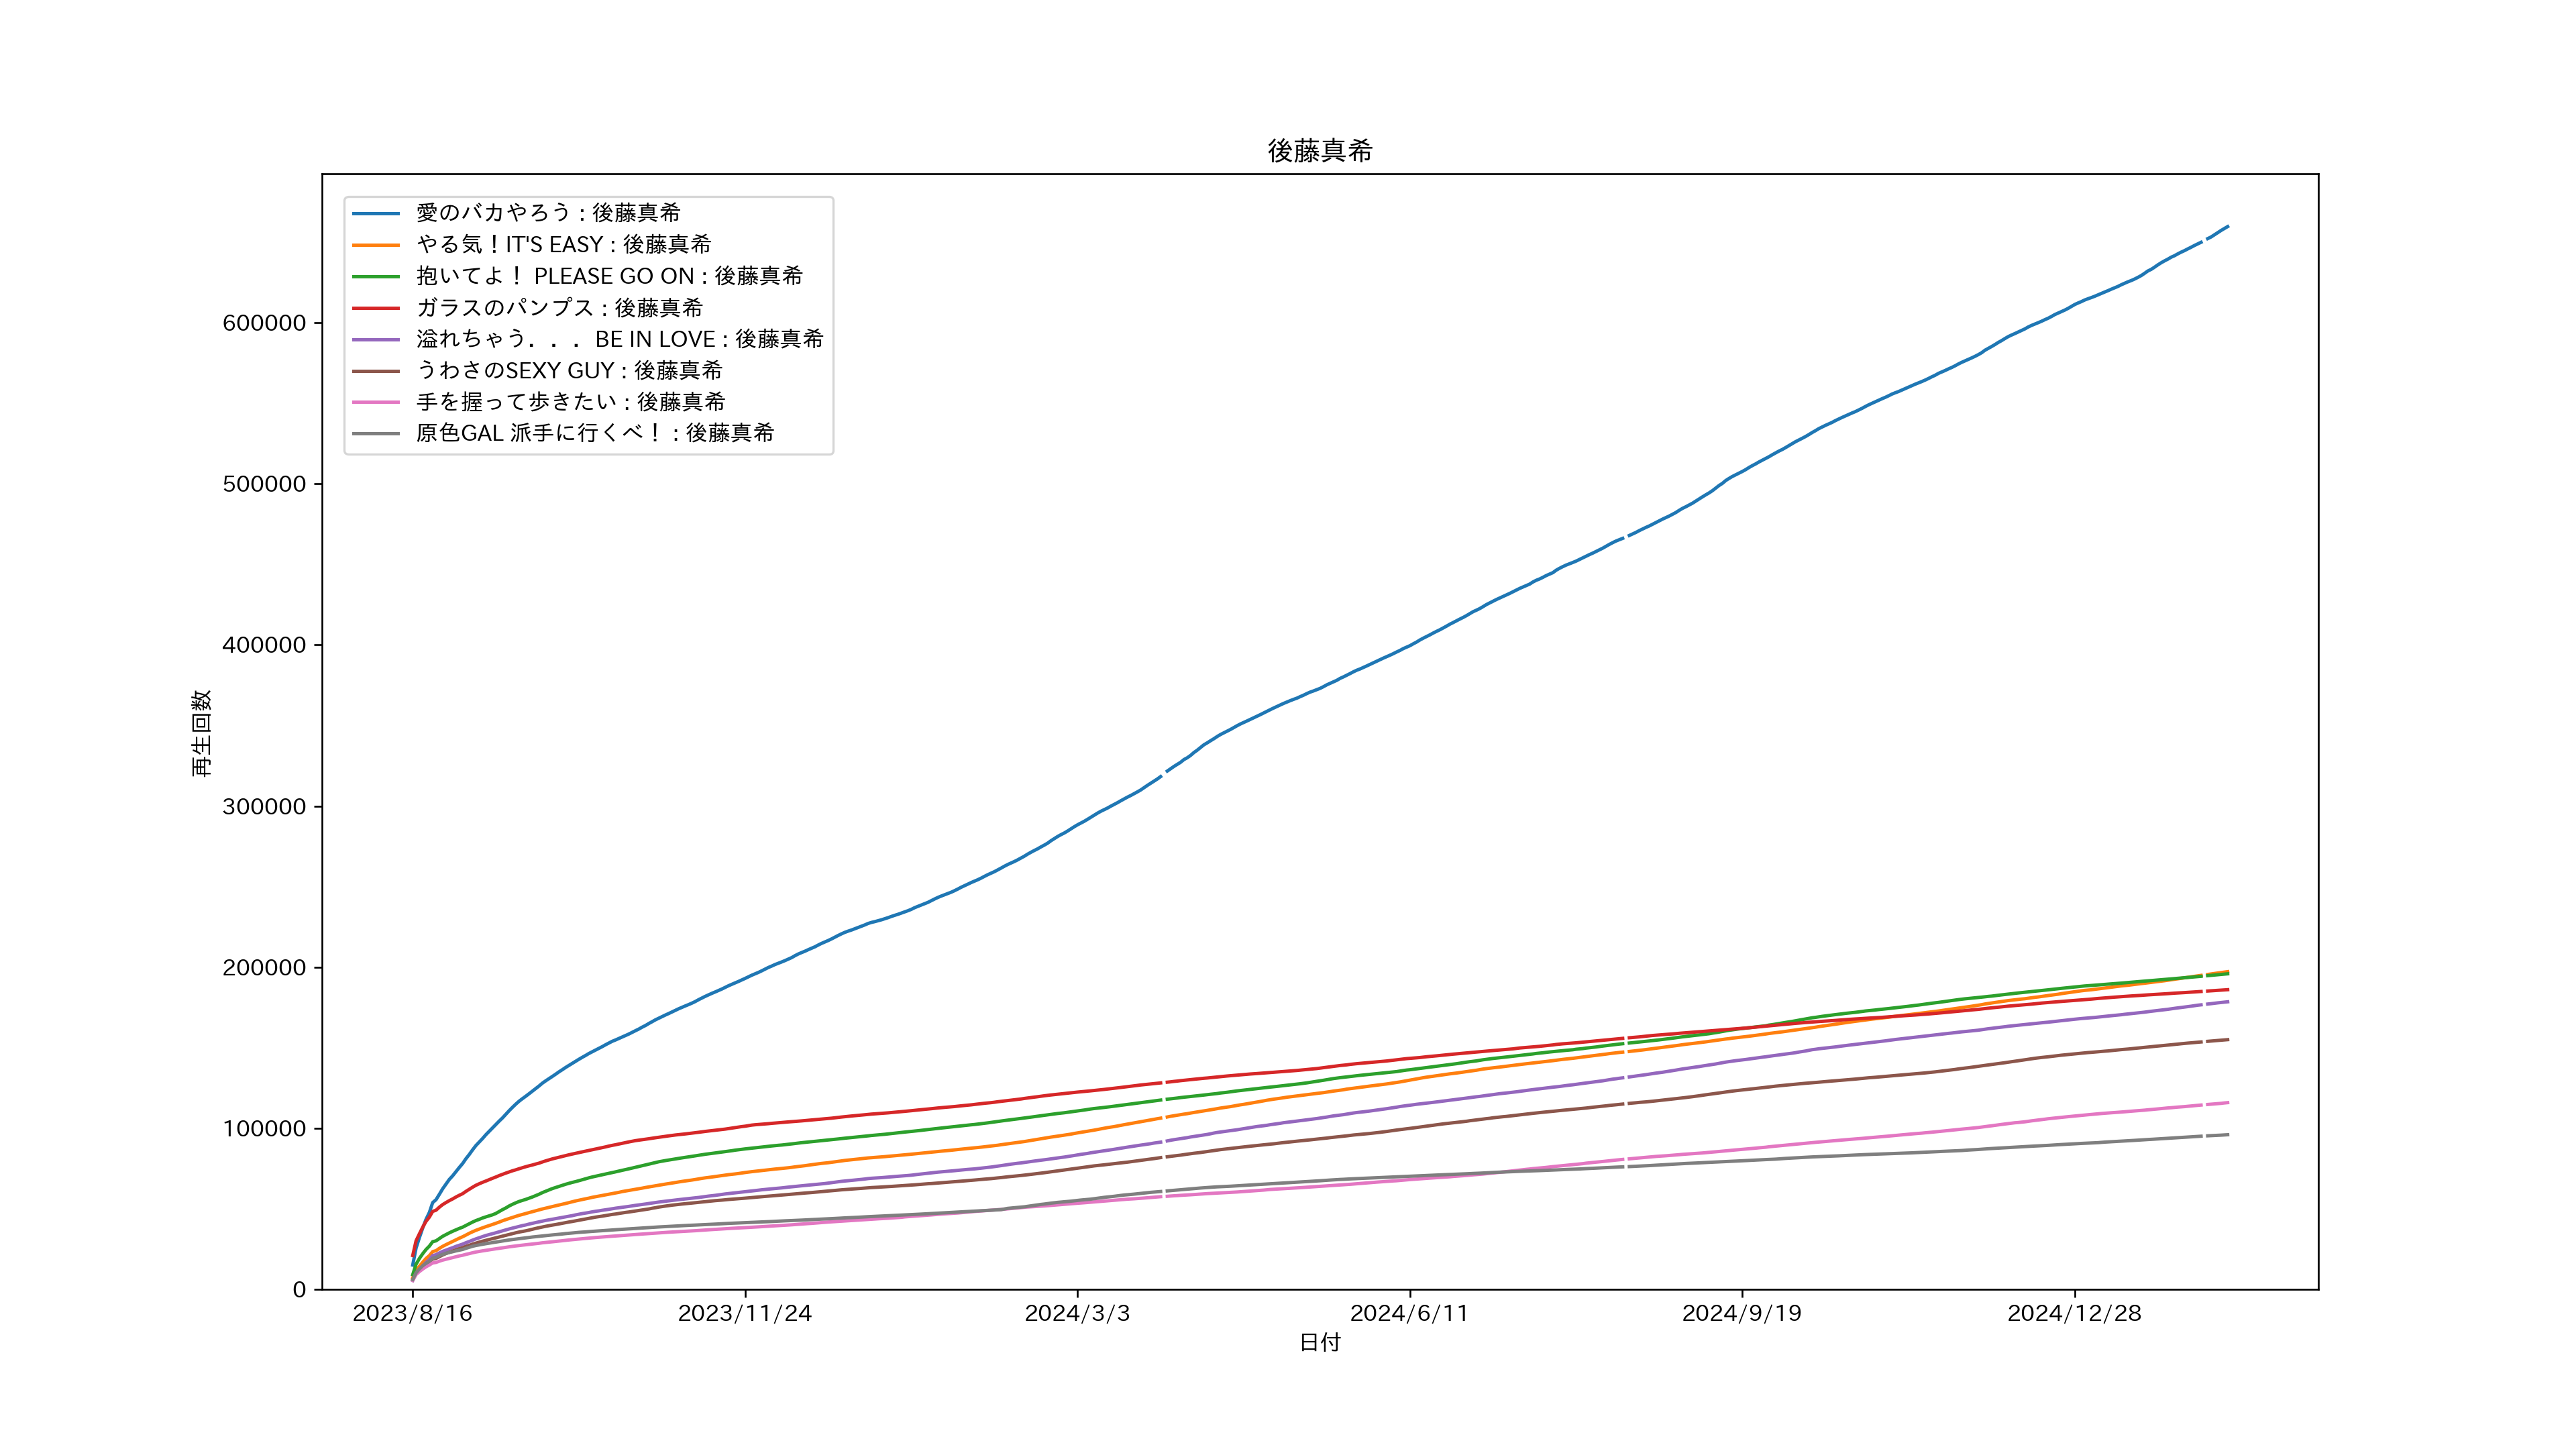 後藤真希
愛のバカやろう : 後藤真希
やる気！IT'S EASY : 後藤真希
抱いてよ！ PLEASE GO ON : 後藤真希
ガラスのパンプス : 後藤真希
溢れちゃう．．． BE IN LOVE : 後藤真希
うわさのSEXY GUY : 後藤真希
手を握って歩きたい : 後藤真希
原色GAL 派手に行くべ！ : 後藤真希
600000
500000
400000
300000
200000
100000
0
再生回数
2023/8/16
2023/11/24
2024/3/3
2024/6/11
2024/9/19
2024/12/28
日付